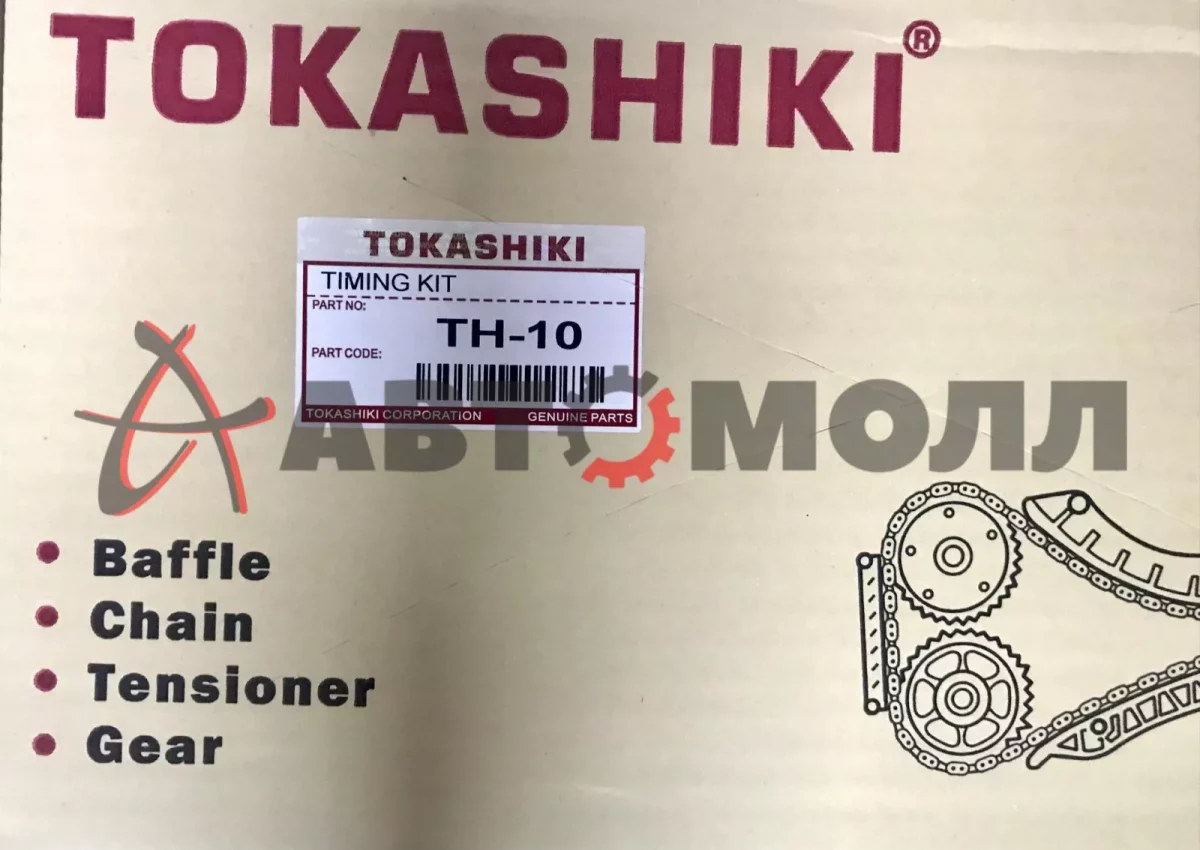 TOKASHIKI®
TOKASHIKI
TIMING KIT
PART NO:
TH-10
PART CODE:
TOKASHIKI CORPORATION GENUINE PARTS
АВТОМОЛЛ
Baffle
Chain
Tensioner
Gear